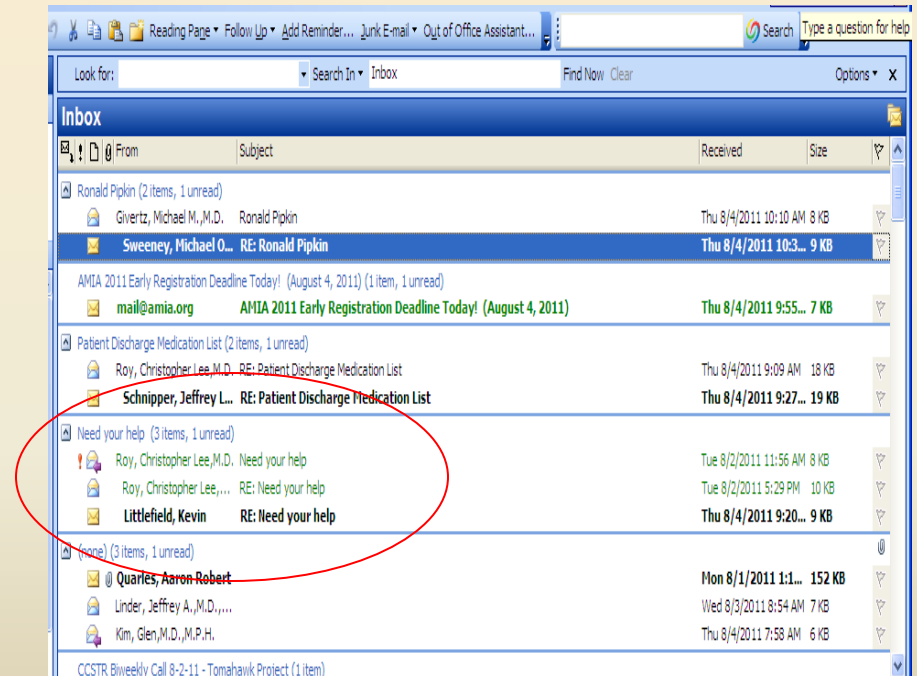 Reading Pane Follow Up Add Reminder... Junk E-mail Out of Office Assistant... Search Type a question for help
Look for: Search In Inbox Find Now Clear Options X
Inbox
From Subject Received Size
Ronald Pipkin (2 items, 1 unread)
Givertz, Michael M.,M.D. Ronald Pipkin Thu 8/4/2011 10:10 AM 8 KB
Sweeney, Michael O... RE: Ronald Pipkin Thu 8/4/2011 10:3... 9 KB
AMIA 2011 Early Registration Deadline Today! (August 4, 2011) (1 item, 1 unread)
mail@amia.org AMIA 2011 Early Registration Deadline Today! (August 4, 2011) Thu 8/4/2011 9:55... 7 KB
Patient Discharge Medication List (2 items, 1 unread)
Roy, Christopher Lee,M.D. RE: Patient Discharge Medication List Thu 8/4/2011 9:09 AM 18 KB
Schnipper, Jeffrey L... RE: Patient Discharge Medication List Thu 8/4/2011 9:27... 19 KB
Need your help (3 items, 1 unread)
Roy, Christopher Lee,M.D. Need your help Tue 8/2/2011 11:56 AM 8 KB
Roy, Christopher Lee,... RE: Need your help Tue 8/2/2011 5:29 PM 10 KB
Littlefield, Kevin RE: Need your help Thu 8/4/2011 9:20... 9 KB
(none) (3 items, 1 unread)
Quarles, Aaron Robert Mon 8/1/2011 1:1... 152 KB
Linder, Jeffrey A.,M.D.,... Wed 8/3/2011 8:54 AM 7 KB
Kim, Glen,M.D.,M.P.H. Thu 8/4/2011 7:58 AM 6 KB
CCSTR Biweekly Call 8-2-11 - Tomahawk Project (1 item)